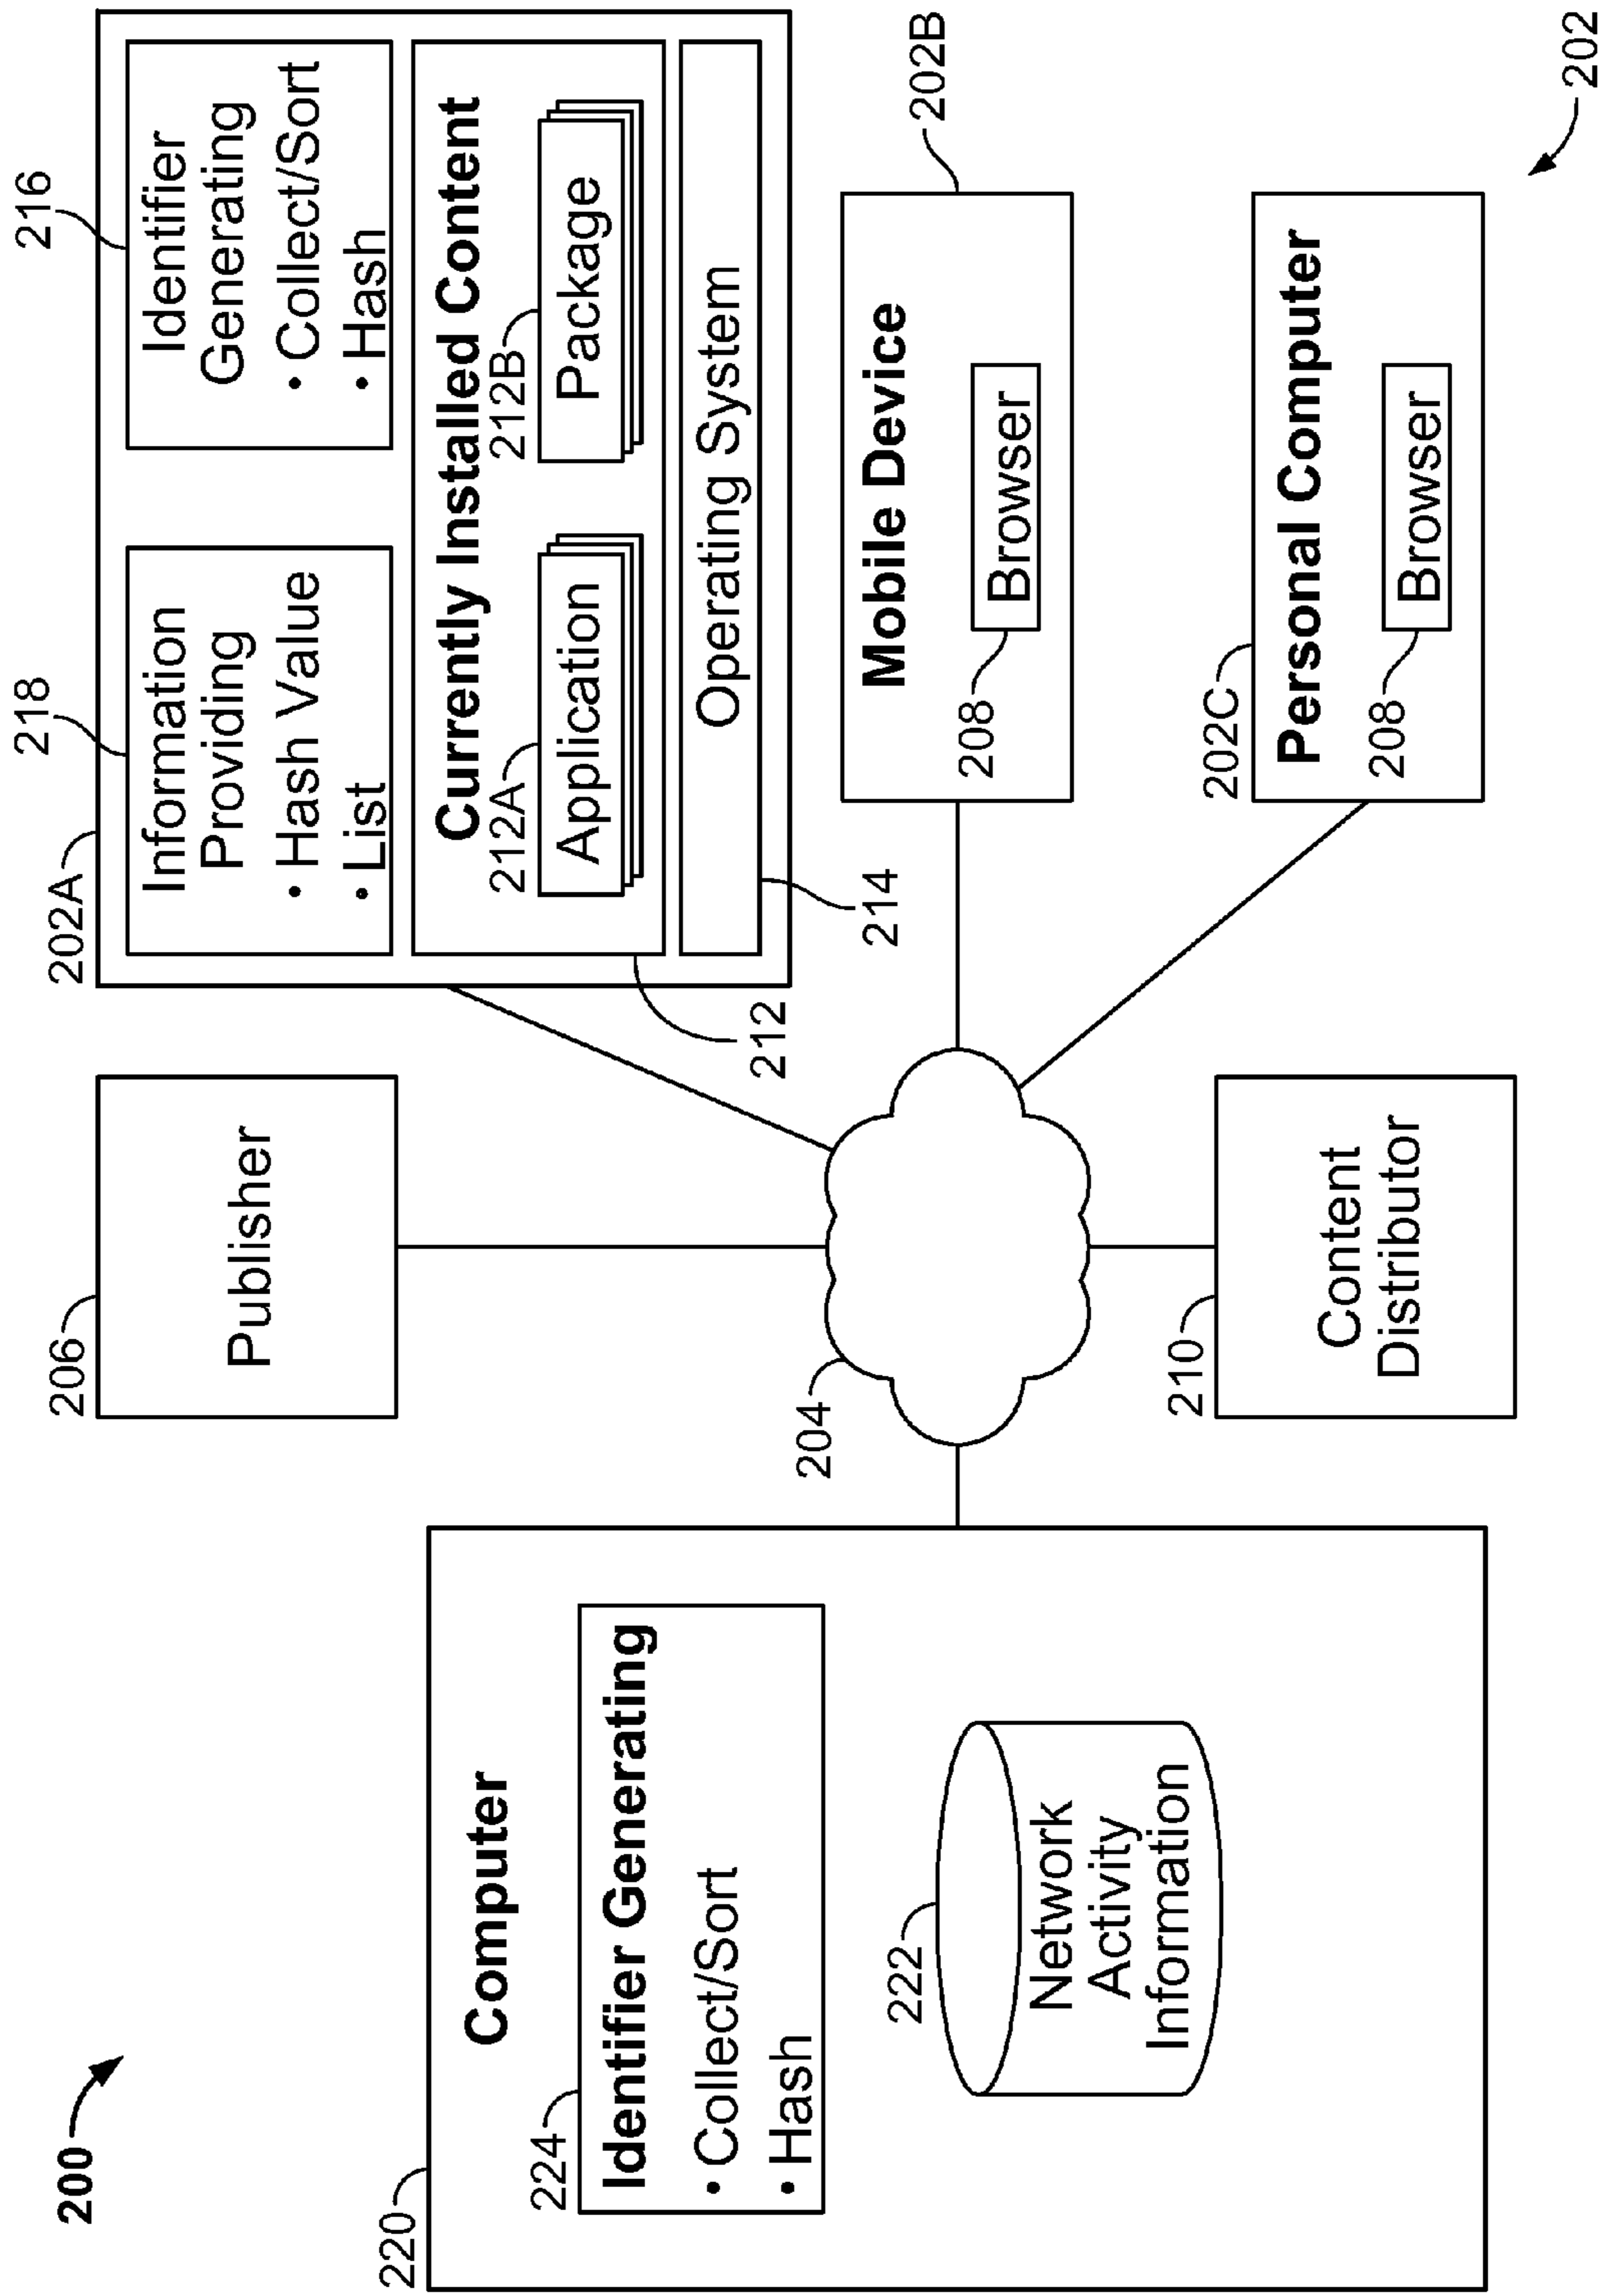 200
220
Computer
224
Identifier Generating
• Collect/Sort
• Hash
222
Network
Activity
Information
206
Publisher
204
210
Content
Distributor
202A
218
Information
Providing
• Hash Value
• List
216
Identifier
Generating
• Collect/Sort
• Hash
Currently Installed Content
212A
Application
212B
Package
Operating System
212
214
202B
Mobile Device
208
Browser
202C
Personal Computer
208
Browser
202